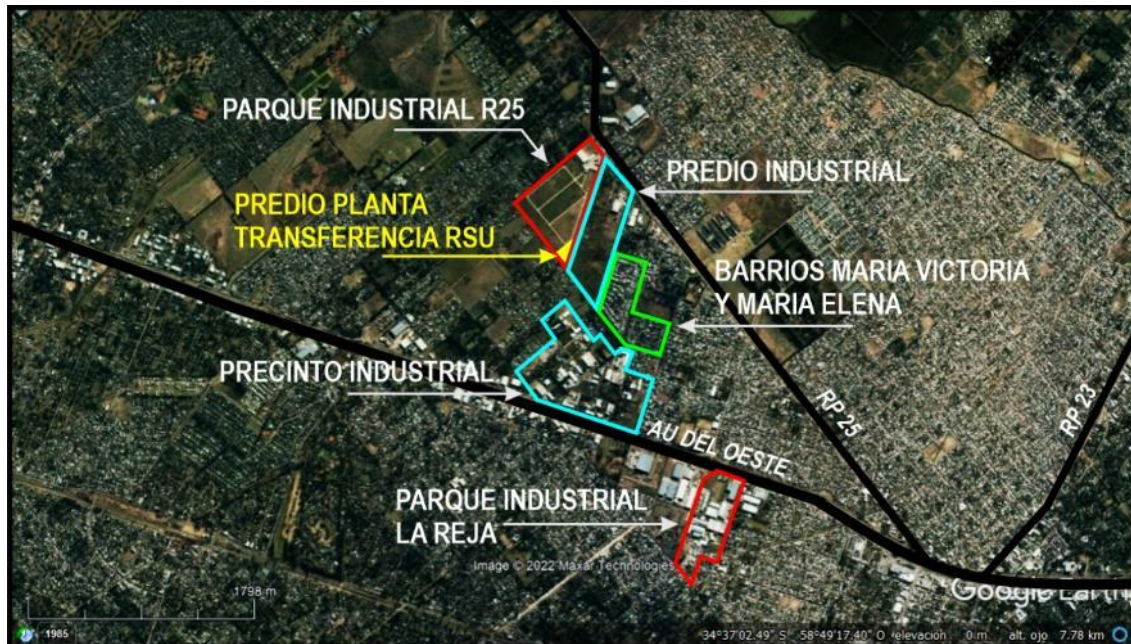 PARQUE INDUSTRIAL R25
PREDIO INDUSTRIAL
PREDIO PLANTA
TRANSFERENCIA RSU
BARRIOS MARIA VICTORIA
Y MARIA ELENA
PRECINTO INDUSTRIAL
RP 25
RP 23
AU DEL OESTE
PARQUE INDUSTRIAL
LA REJA
Image © 2022 Maxar Technologies
1798 m
Google Earth
1985
34°37'02.49" S 58°49'17.40" O elevación 0 m alt. ojo 7.78 km